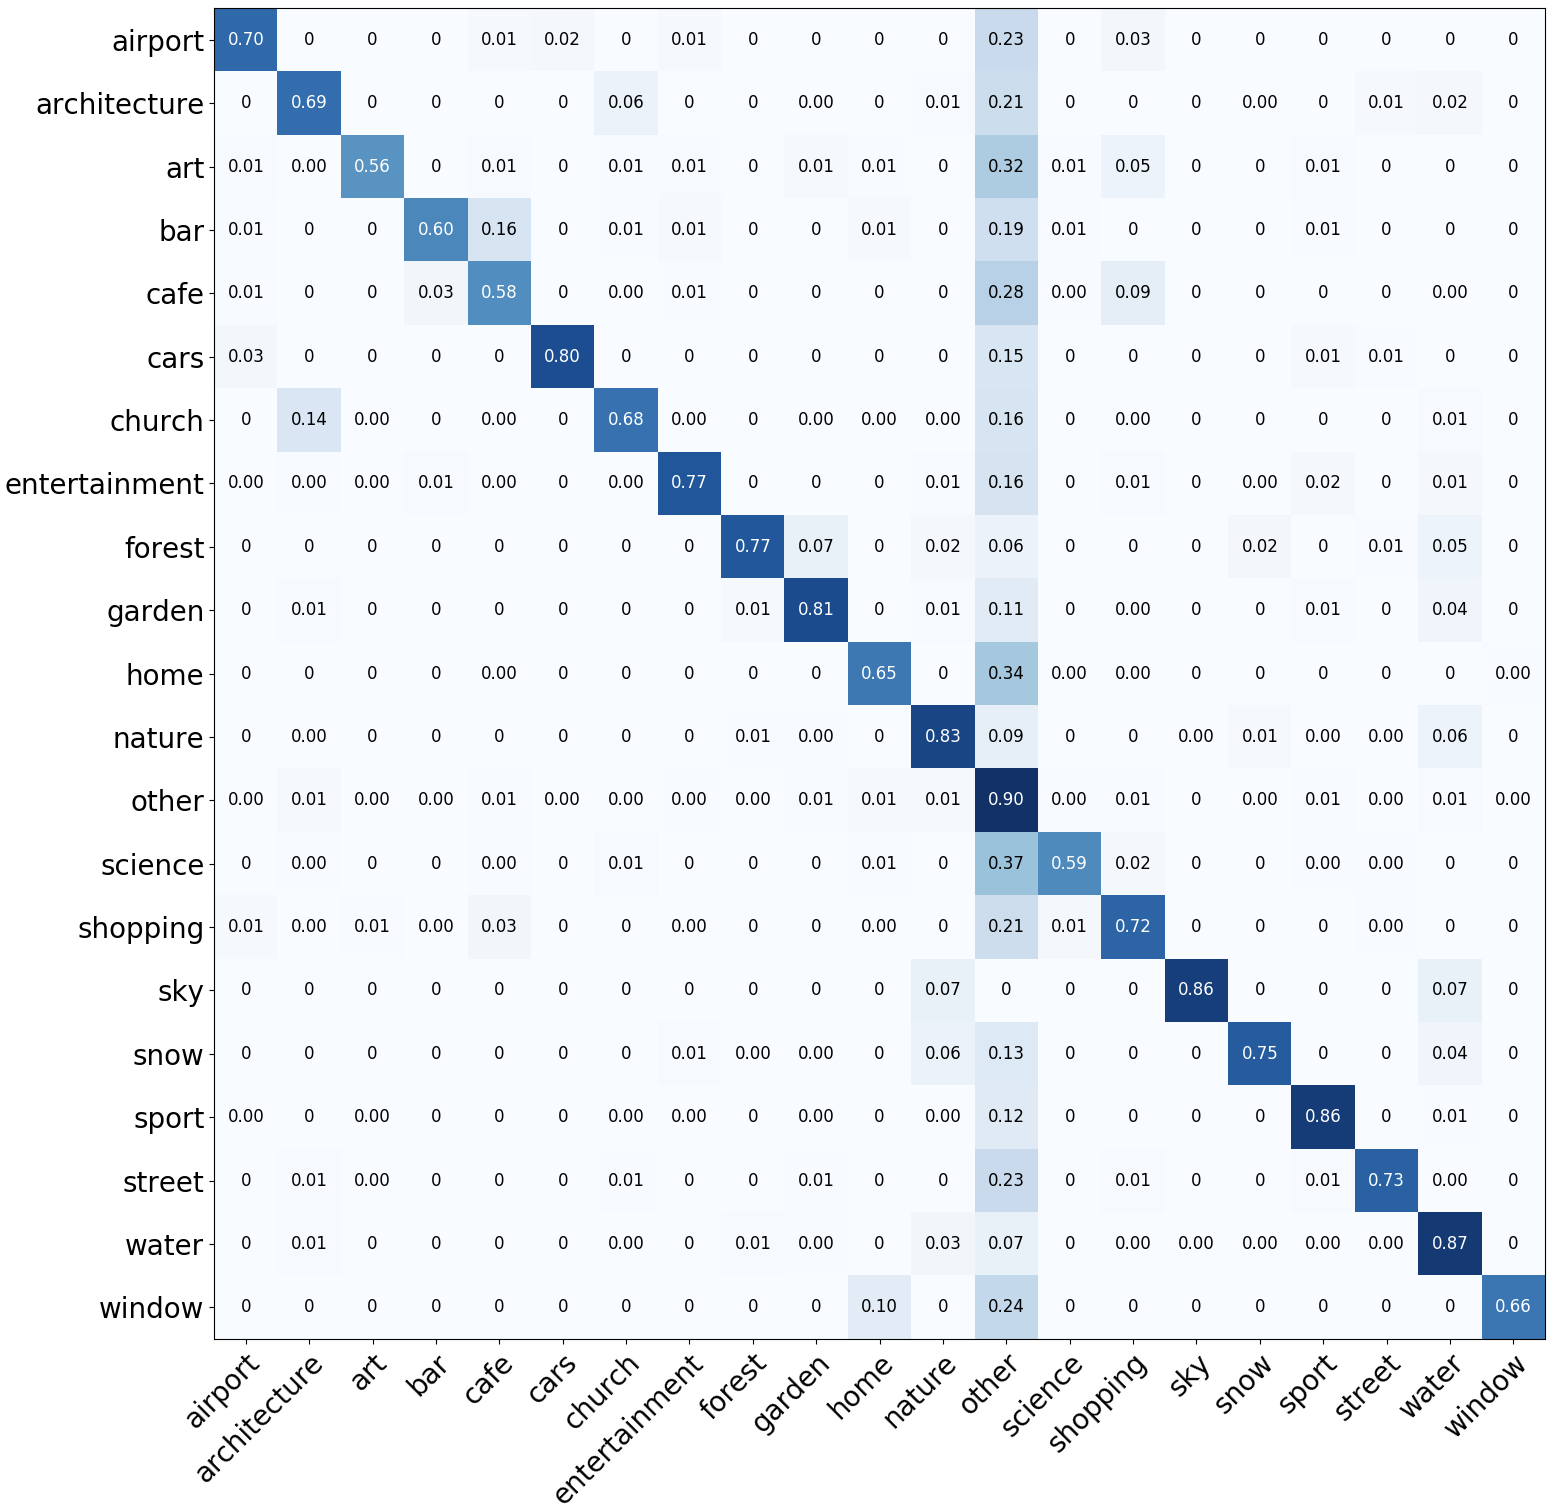 airport 0.70 0 0 0 0.01 0.02 0 0.01 0 0 0 0 0.23 0 0.03 0 0 0 0 0 0
architecture 0 0.69 0 0 0 0 0.06 0 0 0.00 0 0.01 0.21 0 0 0 0.00 0 0.01 0.02 0
art 0.01 0.00 0.56 0 0.01 0 0.01 0.01 0 0.01 0.01 0 0.32 0.01 0.05 0 0 0.01 0 0 0
bar 0.01 0 0 0.60 0.16 0 0.01 0.01 0 0 0.01 0 0.19 0.01 0 0 0 0.01 0 0 0
cafe 0.01 0 0 0.03 0.58 0 0.00 0.01 0 0 0 0 0.28 0.00 0.09 0 0 0 0 0.00 0
cars 0.03 0 0 0 0 0.80 0 0 0 0 0 0 0.15 0 0 0 0 0.01 0.01 0 0
church 0 0.14 0.00 0 0.00 0 0.68 0.00 0 0.00 0.00 0.00 0.16 0 0.00 0 0 0 0 0.01 0
entertainment 0.00 0.00 0.00 0.01 0.00 0 0.00 0.77 0 0 0 0.01 0.16 0 0.01 0 0.00 0.02 0 0.01 0
forest 0 0 0 0 0 0 0 0 0.77 0.07 0 0.02 0.06 0 0 0 0.02 0 0.01 0.05 0
garden 0 0.01 0 0 0 0 0 0 0.01 0.81 0 0.01 0.11 0 0.00 0 0 0.01 0 0.04 0
home 0 0 0 0 0.00 0 0 0 0 0 0.65 0 0.34 0.00 0.00 0 0 0 0 0 0.00
nature 0 0.00 0 0 0 0 0 0 0.01 0.00 0 0.83 0.09 0 0 0.00 0.01 0.00 0.00 0.06 0
other 0.00 0.01 0.00 0.00 0.01 0.00 0.00 0.00 0.00 0.01 0.01 0.01 0.90 0.00 0.01 0 0.00 0.01 0.00 0.01 0.00
science 0 0.00 0 0 0.00 0 0.01 0 0 0 0.01 0 0.37 0.59 0.02 0 0 0.00 0.00 0 0
shopping 0.01 0.00 0.01 0.00 0.03 0 0 0.00 0 0 0.00 0 0.21 0.01 0.72 0 0 0 0.00 0 0
sky 0 0 0 0 0 0 0 0 0 0 0 0.07 0 0 0 0.86 0 0 0 0.07 0
snow 0 0 0 0 0 0 0 0.01 0.00 0.00 0 0.06 0.13 0 0 0 0.75 0 0 0.04 0
sport 0.00 0 0.00 0 0 0 0.00 0.00 0 0.00 0 0.00 0.12 0 0 0 0 0.86 0 0.01 0
street 0 0.01 0.00 0 0 0 0.01 0 0 0.01 0 0 0.23 0 0.01 0 0 0.01 0.73 0.00 0
water 0 0.01 0 0 0 0 0.00 0 0.01 0.00 0 0.03 0.07 0 0.00 0.00 0.00 0.00 0.00 0.87 0
window 0 0 0 0 0 0 0 0 0 0 0.10 0 0.24 0 0 0 0 0 0 0 0.66
airport architecture art bar cafe cars church entertainment forest garden home nature other science shopping sky snow sport street water window